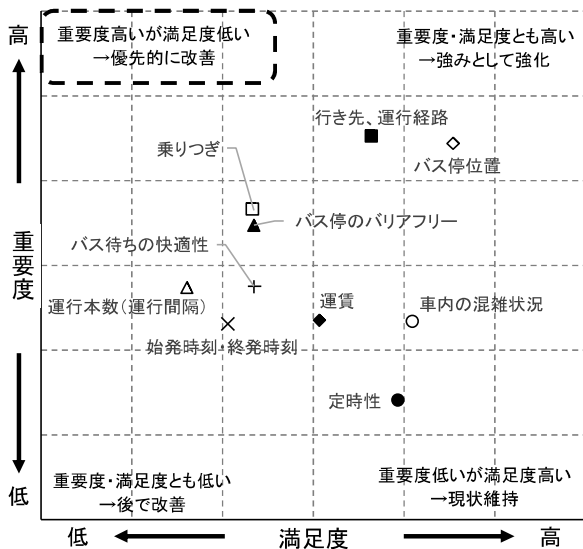 高
重要度高いが満足度低い
→優先的に改善
重要度・満足度とも高い
→強みとして強化
行き先、運行経路
バス停位置
乗りつぎ
バス停のバリアフリー
バス待ちの快適性
重要度
運行本数(運行間隔)
運賃
車内の混雑状況
始発時刻・終発時刻
定時性
重要度・満足度とも低い
→後で改善
重要度低いが満足度高い
→現状維持
低
低
満足度
高